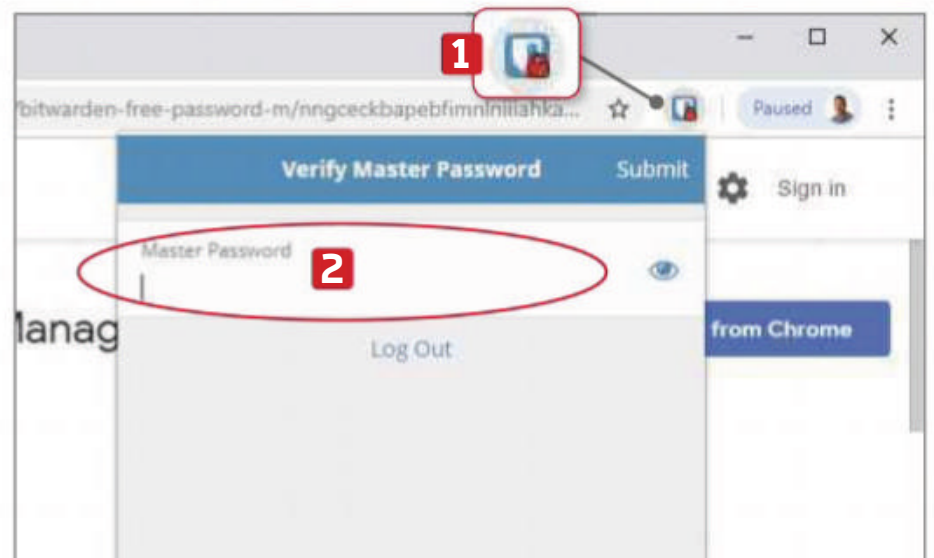 1
bitwarden-free-password-m/nngceckbapebfimnlniiiahka...
Paused
Verify Master Password
Submit
Sign in
Master Password
2
Manag
from Chrome
Log Out